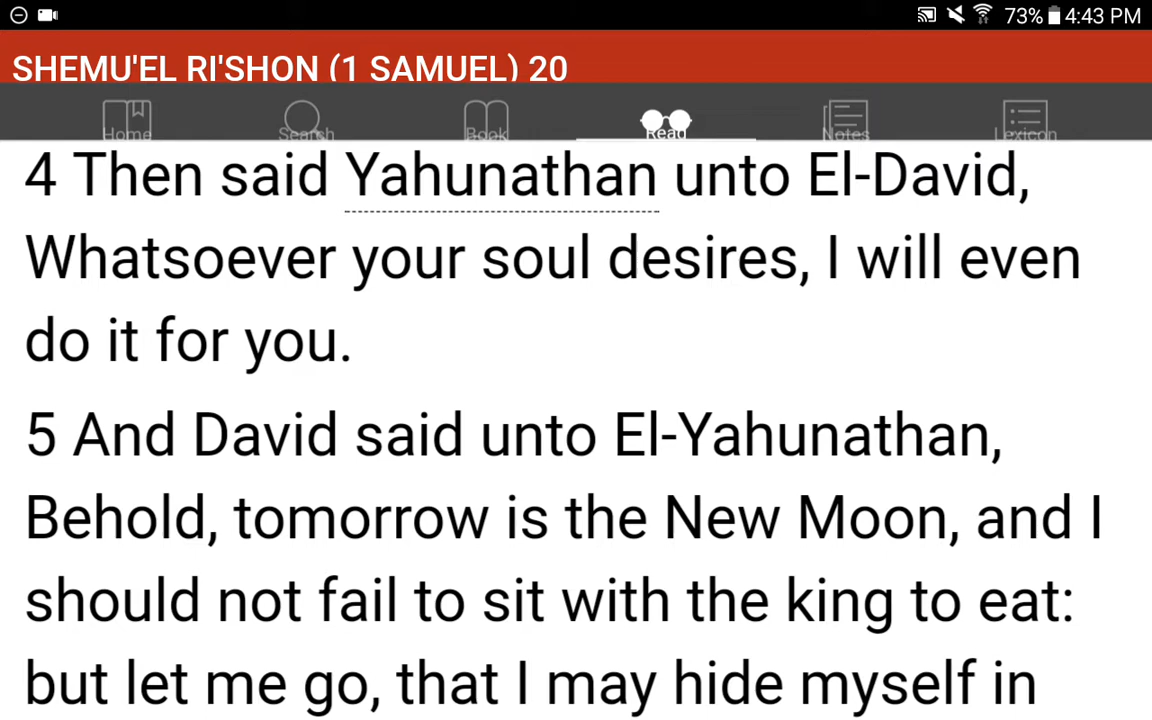 73% 4:43 PM
SHEMU'EL RI'SHON (1 SAMUEL) 20
Home Search Book Read Notes Lexicon
4 Then said Yahunathan unto El-David,
Whatsoever your soul desires, I will even
do it for you.
5 And David said unto El-Yahunathan,
Behold, tomorrow is the New Moon, and I
should not fail to sit with the king to eat:
but let me go, that I may hide myself in